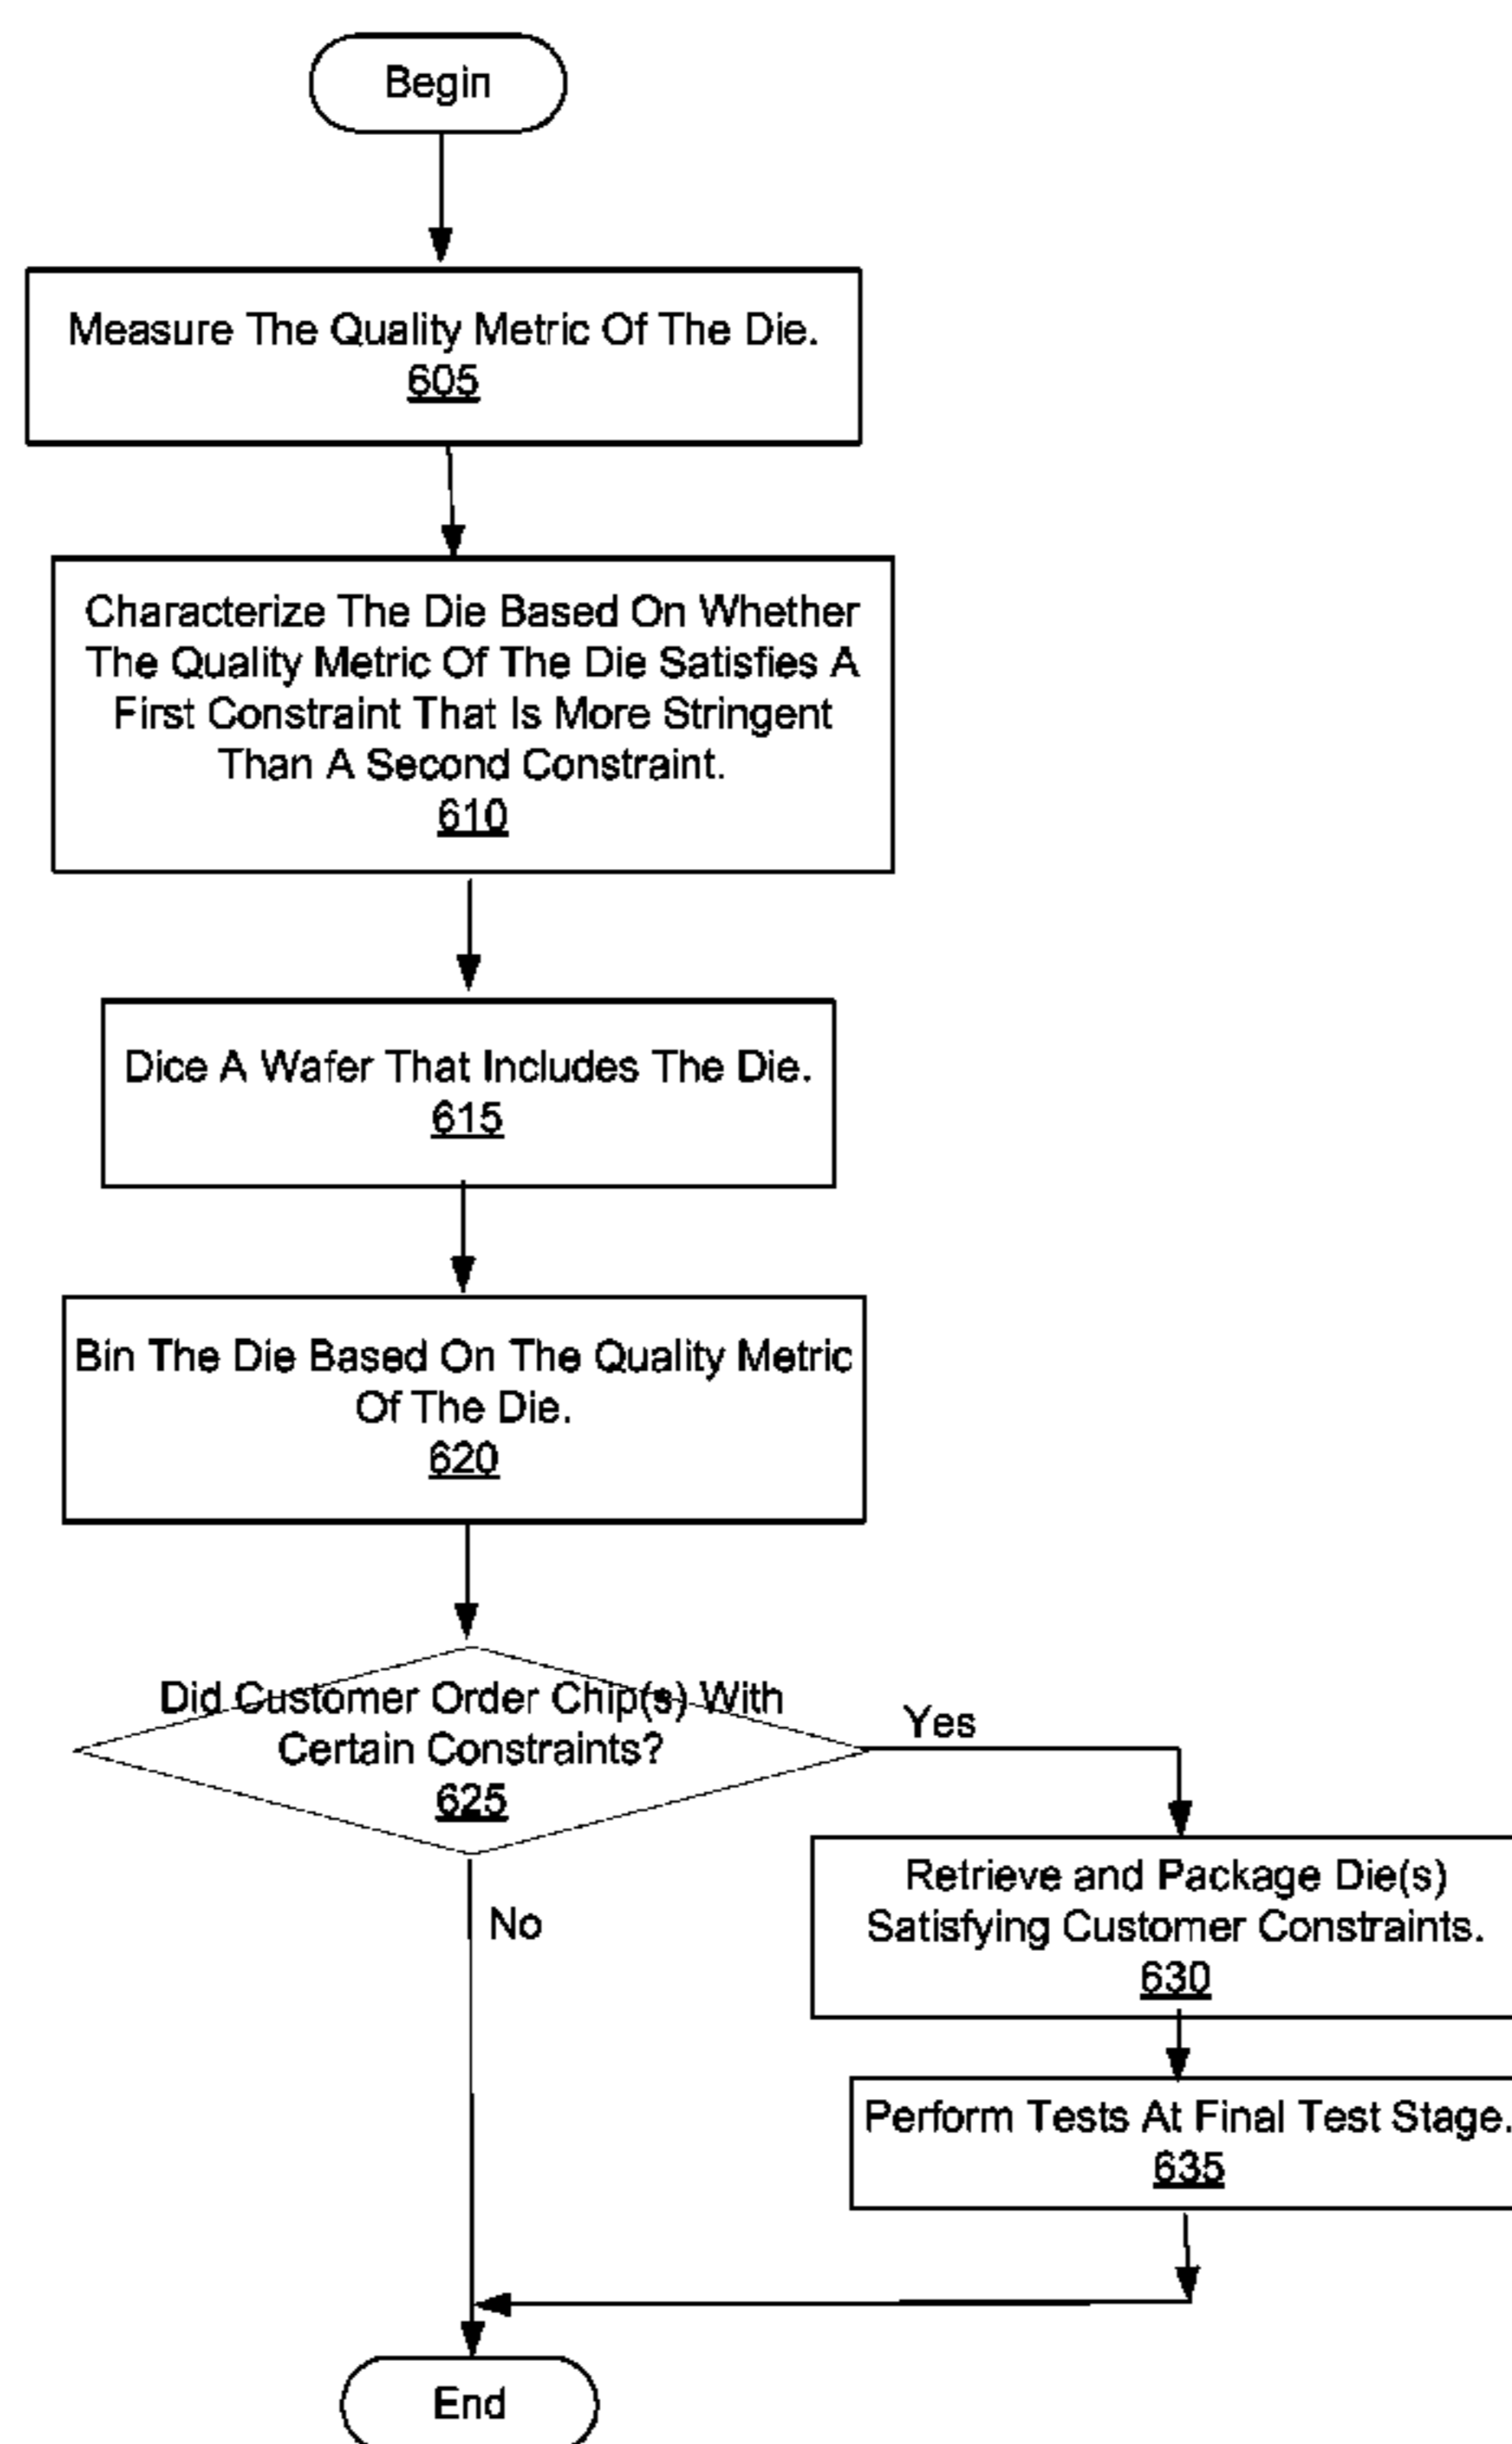 Begin
Measure The Quality Metric Of The Die.
605
Characterize The Die Based On Whether
The Quality Metric Of The Die Satisfies A
First Constraint That Is More Stringent
Than A Second Constraint.
610
Dice A Wafer That Includes The Die.
615
Bin The Die Based On The Quality Metric
Of The Die.
620
Did Customer Order Chip(s) With
Certain Constraints?
625
Yes
No
Retrieve and Package Die(s)
Satisfying Customer Constraints.
630
Perform Tests At Final Test Stage.
635
End